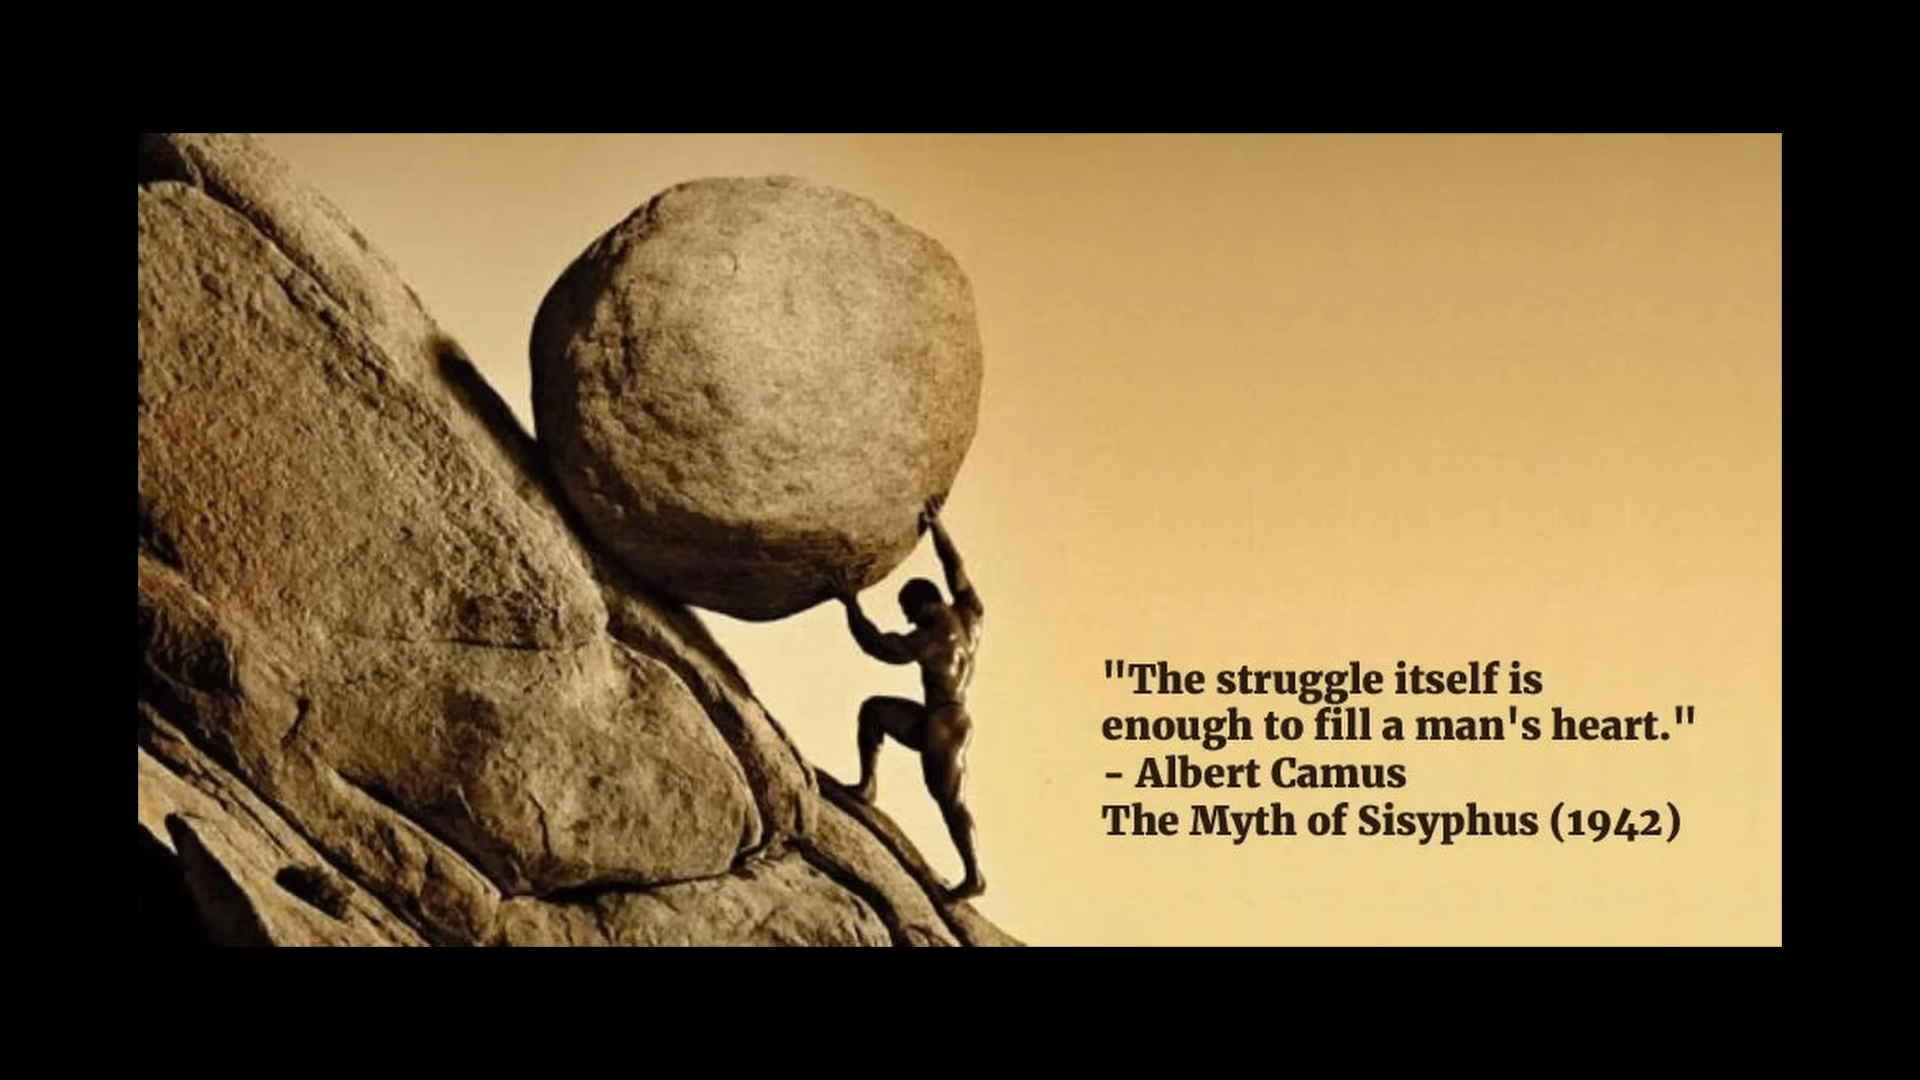 "The struggle itself is
enough to fill a man's heart."
- Albert Camus
The Myth of Sisyphus (1942)